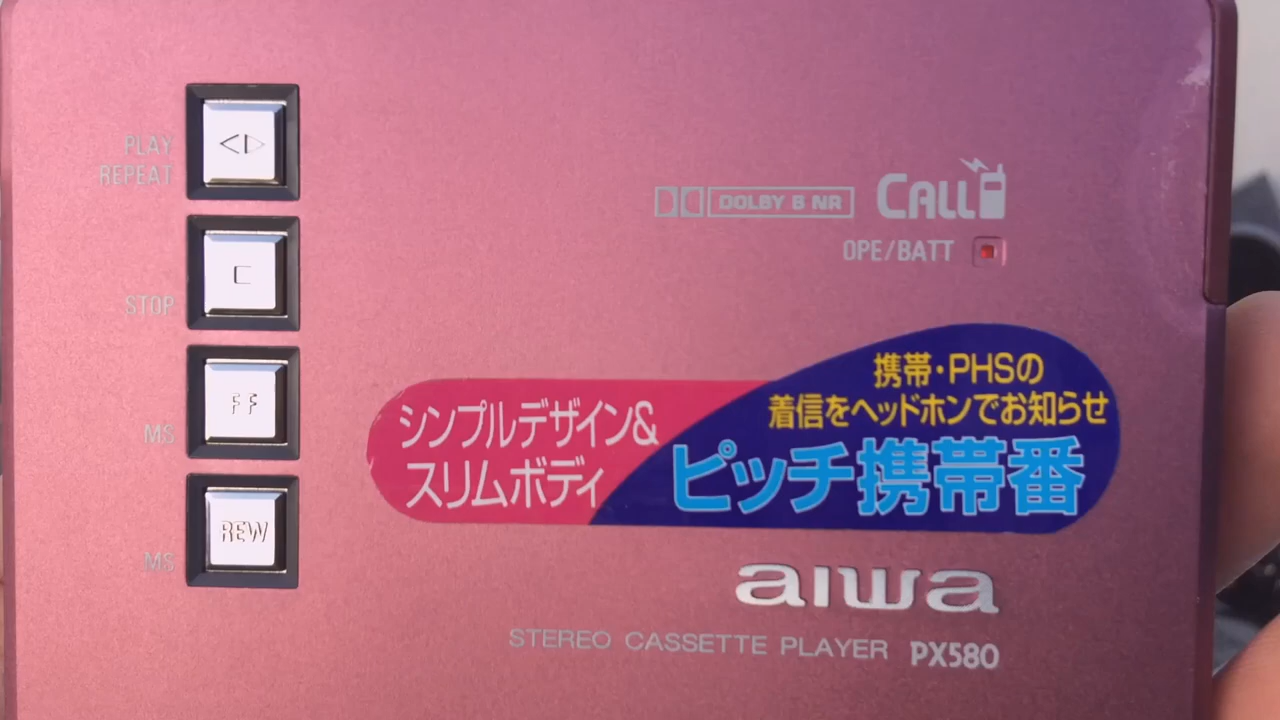 PLAY
REPEAT
STOP
MS
FF
MS
REW
DOLBY B NR
CALL
OPE/BATT
シンプルデザイン&
スリムボディ
携帯・PHSの
着信をヘッドホンでお知らせ
ピッチ携帯番
aiwa
STEREO CASSETTE PLAYER PX580